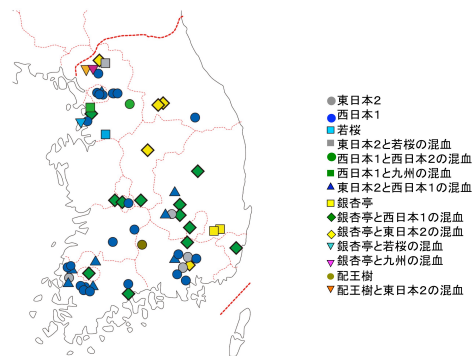 東日本2
西日本1
若桜
東日本2と若桜の混血
西日本1と西日本2の混血
西日本1と九州の混血
東日本2と西日本1の混血
銀杏亭
銀杏亭と西日本1の混血
銀杏亭と東日本2の混血
銀杏亭と若桜の混血
銀杏亭と九州の混血
配王樹
配王樹と東日本2の混血